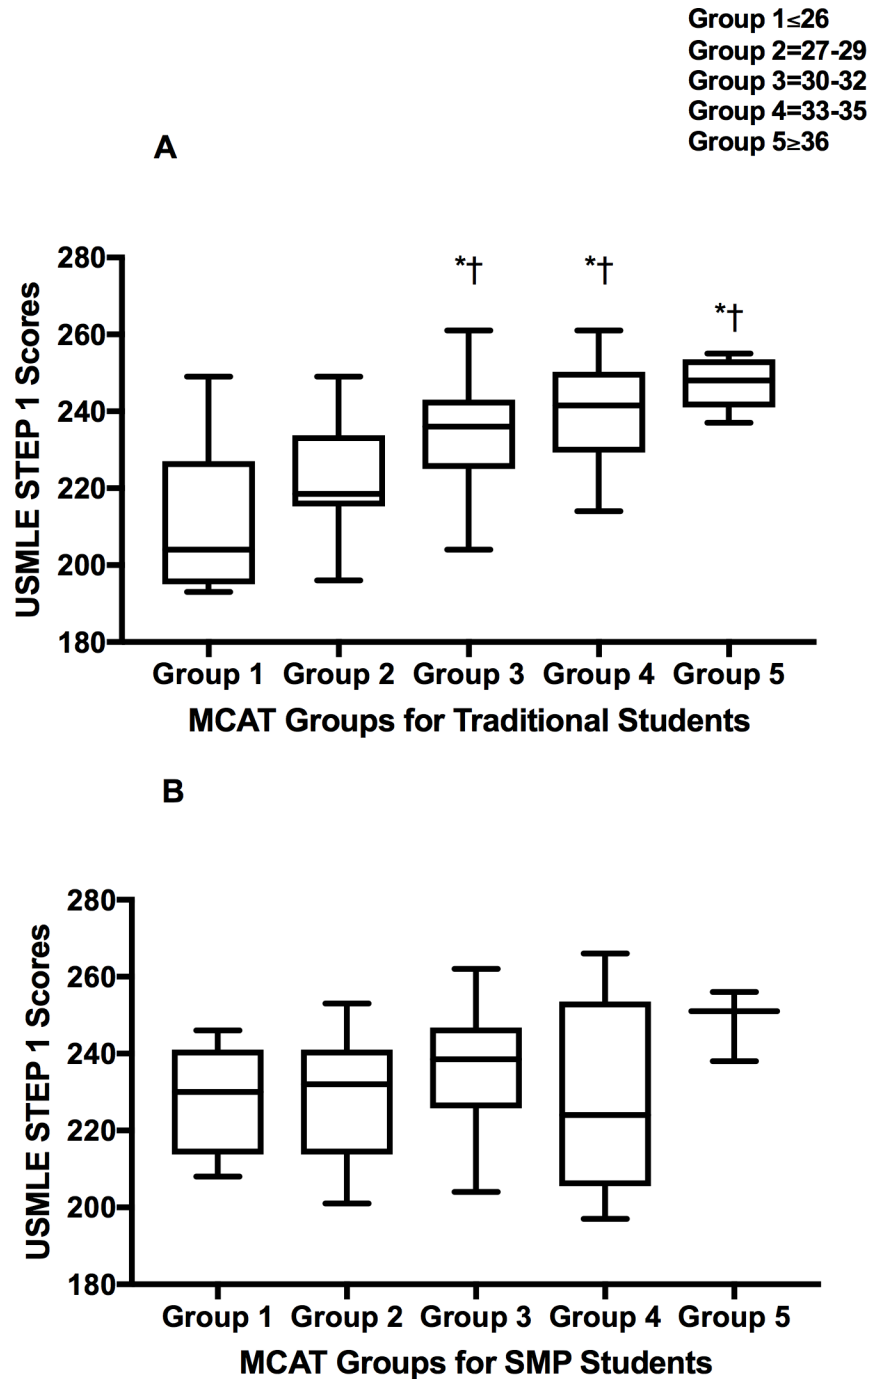 Group 1≤26
Group 2=27-29
Group 3=30-32
Group 4=33-35
Group 5≥36
A
USMLE STEP 1 Scores
280
260
240
220
200
180
*†
*†
*†
Group 1 Group 2 Group 3 Group 4 Group 5
MCAT Groups for Traditional Students
B
USMLE STEP 1 Scores
280
260
240
220
200
180
Group 1 Group 2 Group 3 Group 4 Group 5
MCAT Groups for SMP Students